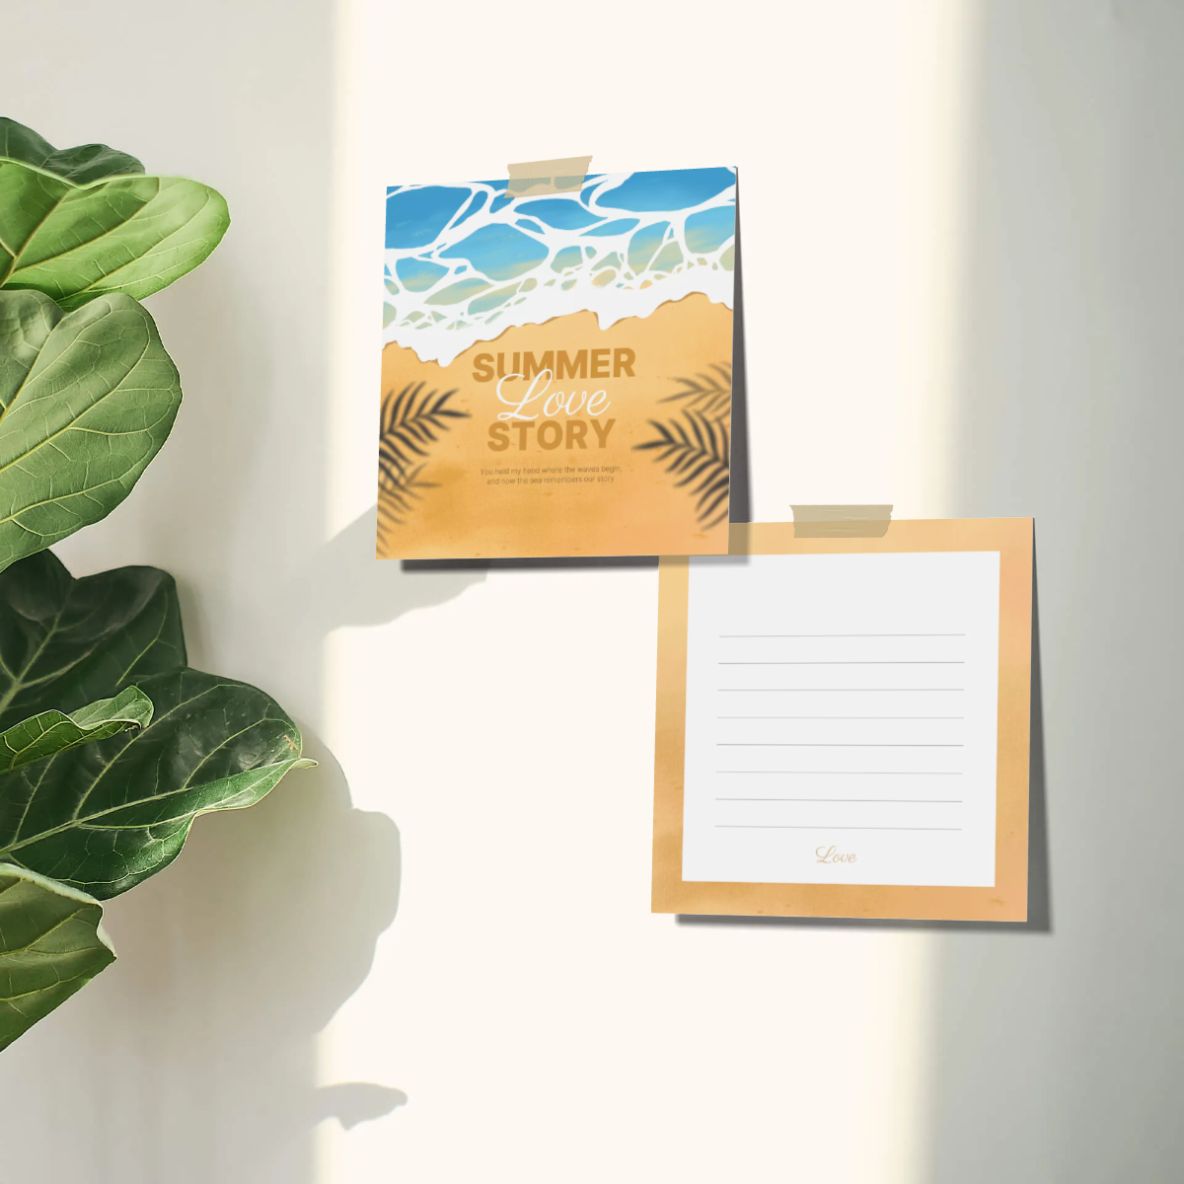 SUMMER
Love
STORY
You held my hand where the waves begin,
and now the sea remembers our story
Love